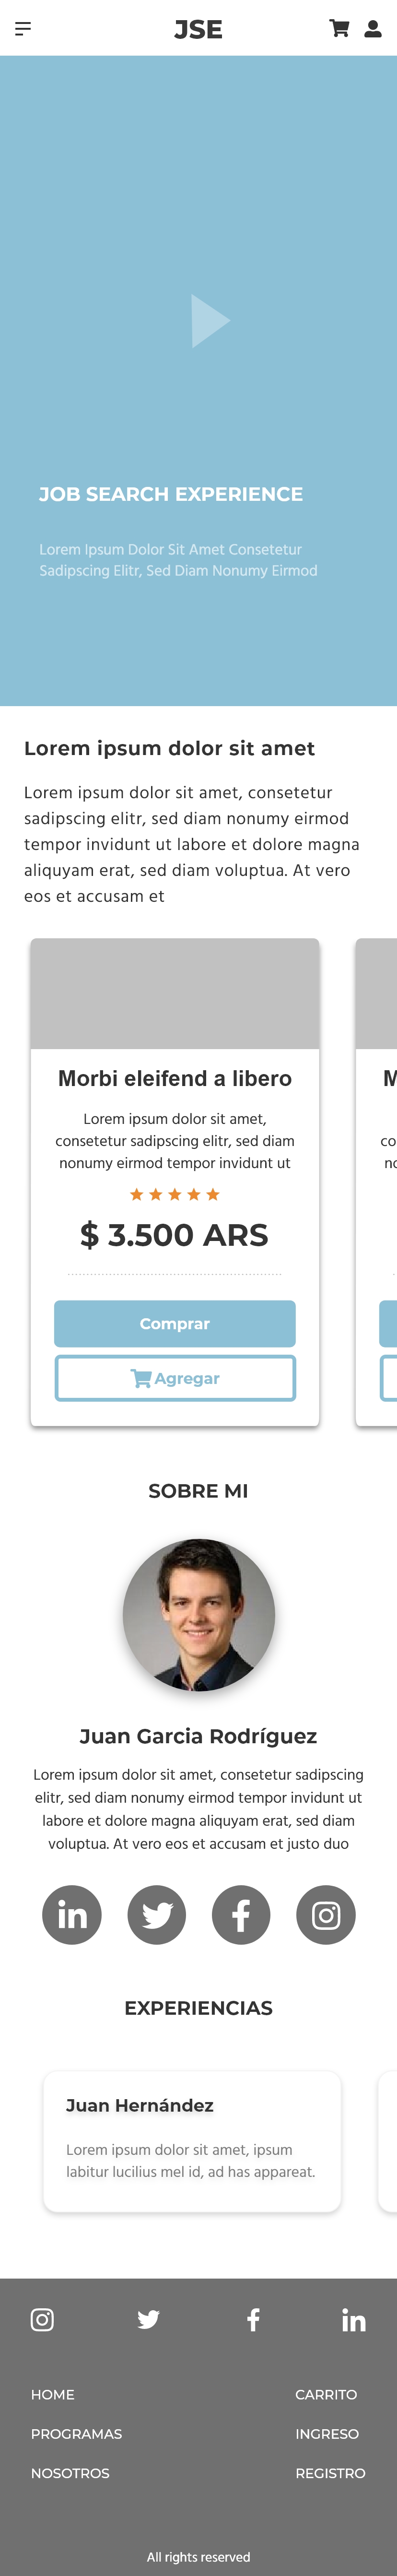 JSE
JOB SEARCH EXPERIENCE
Lorem Ipsum Dolor Sit Amet Consetetur
Sadipscing Elitr, Sed Diam Nonumy Eirmod
Lorem ipsum dolor sit amet
Lorem ipsum dolor sit amet, consetetur
sadipscing elitr, sed diam nonumy eirmod
tempor invidunt ut labore et dolore magna
aliquyam erat, sed diam voluptua. At vero
eos et accusam et
Morbi eleifend a libero
Lorem ipsum dolor sit amet,
consetetur sadipscing elitr, sed diam
nonumy eirmod tempor invidunt ut
$ 3.500 ARS
Comprar
Agregar
SOBRE MI
Juan Garcia Rodríguez
Lorem ipsum dolor sit amet, consetetur sadipscing
elitr, sed diam nonumy eirmod tempor invidunt ut
labore et dolore magna aliquyam erat, sed diam
voluptua. At vero eos et accusam et justo duo
EXPERIENCIAS
Juan Hernández
Lorem ipsum dolor sit amet, ipsum
labitur lucilius mel id, ad has appareat.
HOME
CARRITO
PROGRAMAS
INGRESO
NOSOTROS
REGISTRO
All rights reserved